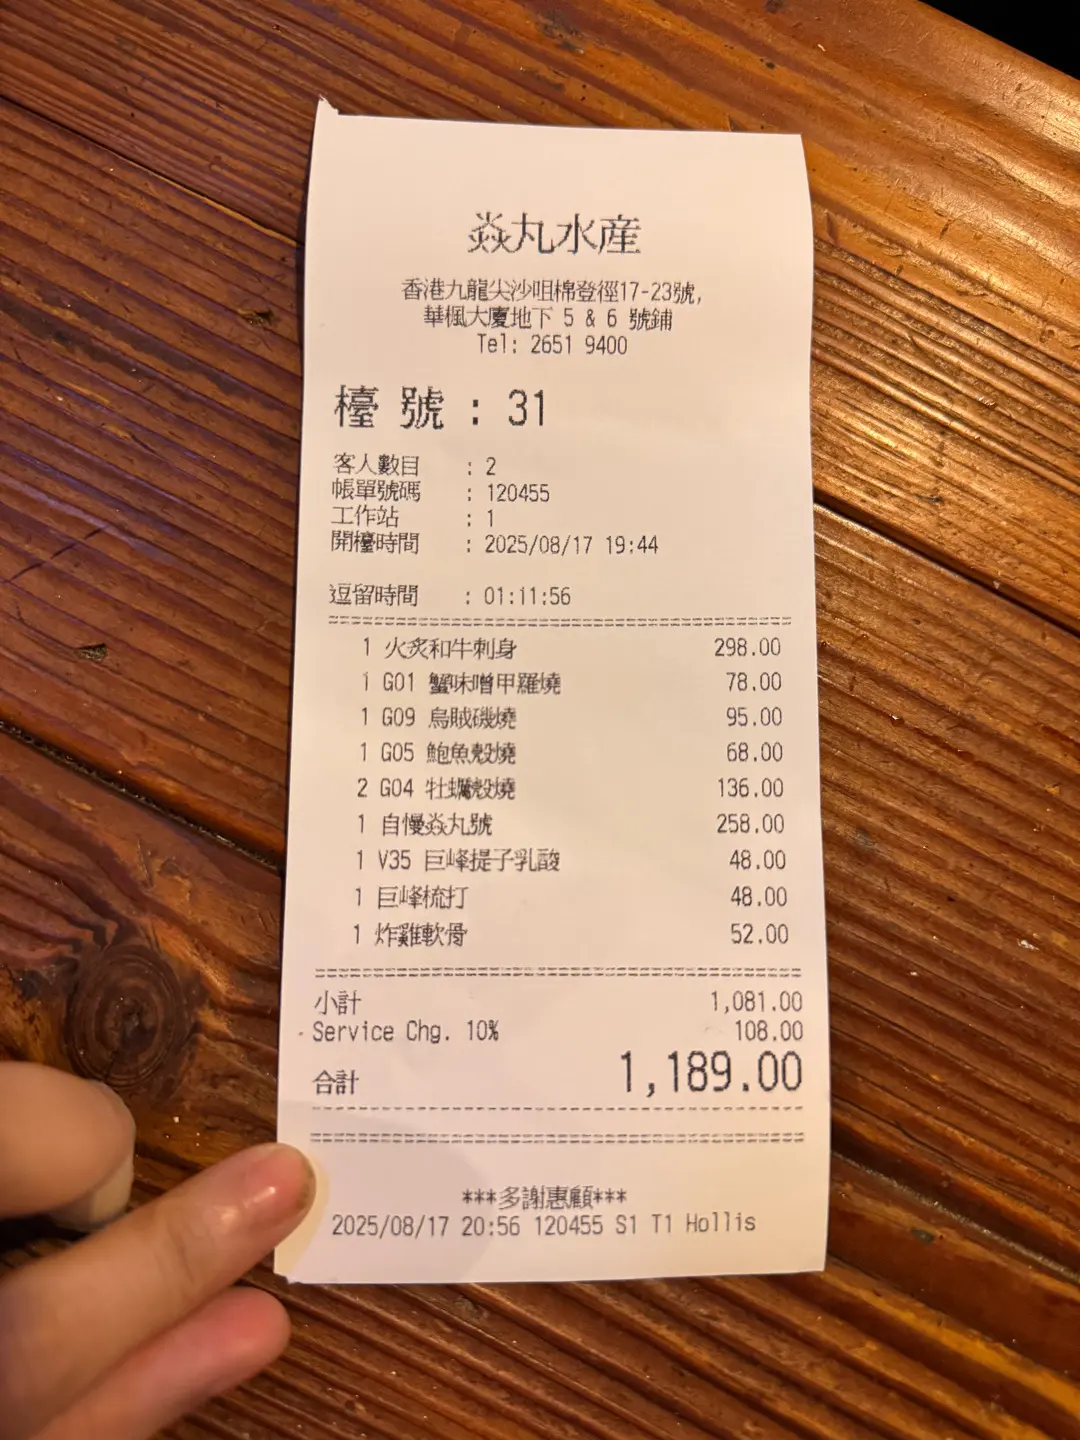 焱丸水産
香港九龍尖沙咀棉登徑17-23號,
華楓大廈地下 5 & 6 號鋪
Tel: 2651 9400
檯 號 : 31
客人數目 : 2
帳單號碼 : 120455
工作站 : 1
開檯時間 : 2025/08/17 19:44
逗留時間 : 01:11:56
1 火炙和牛刺身 298.00
1 G01 蟹味噌甲羅燒 78.00
1 G09 烏賊磯燒 95.00
1 G05 鮑魚殼燒 68.00
2 G04 牡蠣殼燒 136.00
1 自慢焱丸號 258.00
1 V35 巨峰提子乳酸 48.00
1 巨峰梳打 48.00
1 炸雞軟骨 52.00
小計 1,081.00
Service Chg. 10% 108.00
合計 1,189.00
***多謝惠顧***
2025/08/17 20:56 120455 S1 T1 Hollis